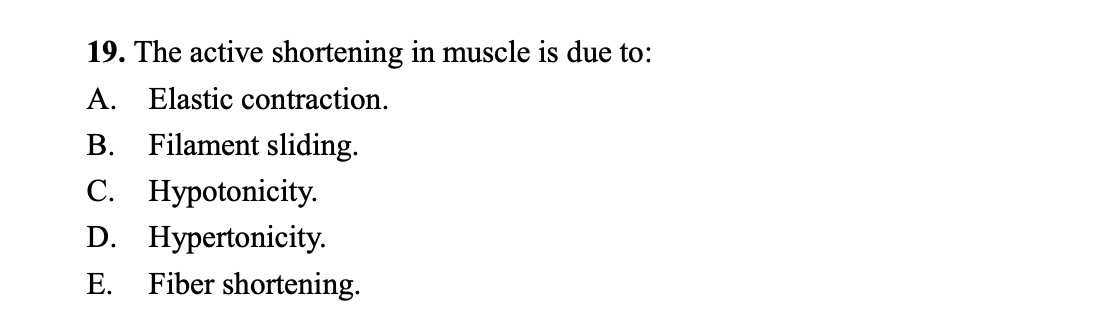 19. The active shortening in muscle is due to:
A. Elastic contraction.
B. Filament sliding.
C. Hypotonicity.
D. Hypertonicity.
E. Fiber shortening.